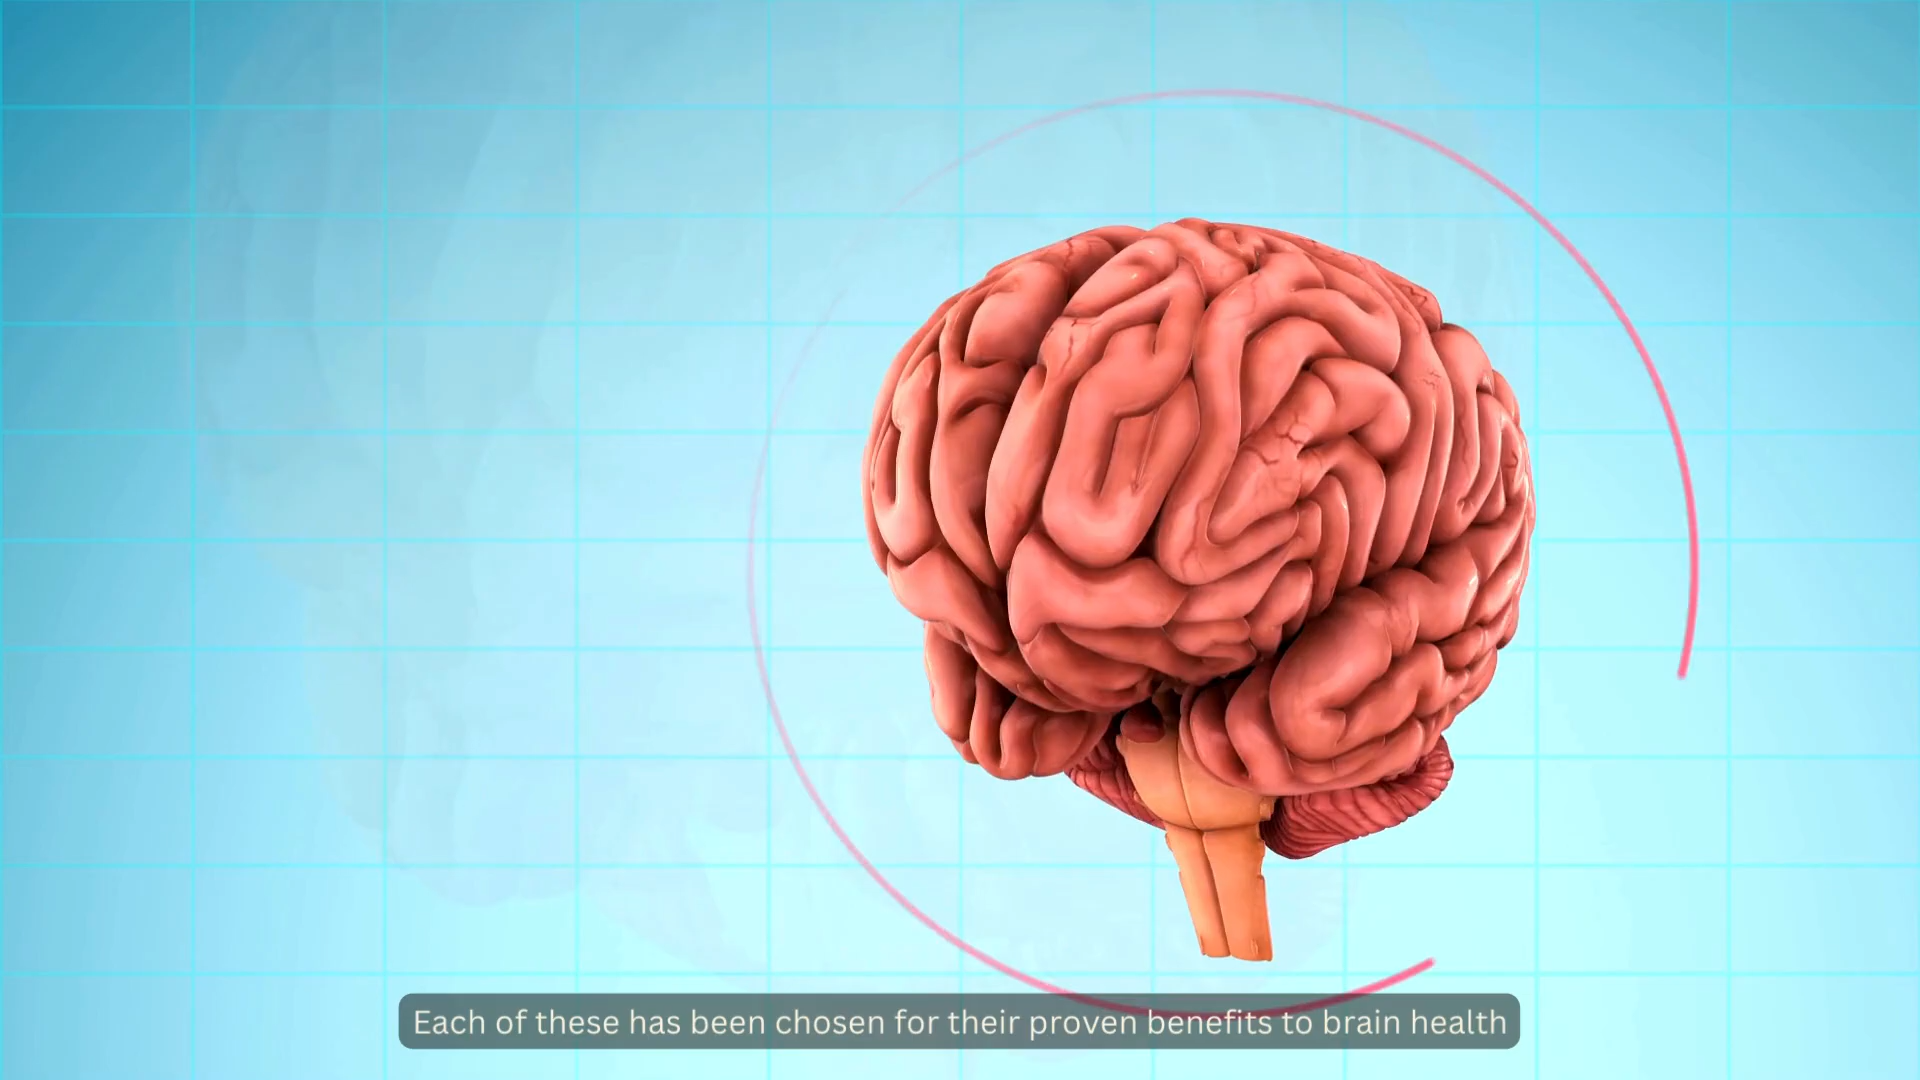 Each of these has been chosen for their proven benefits to brain health